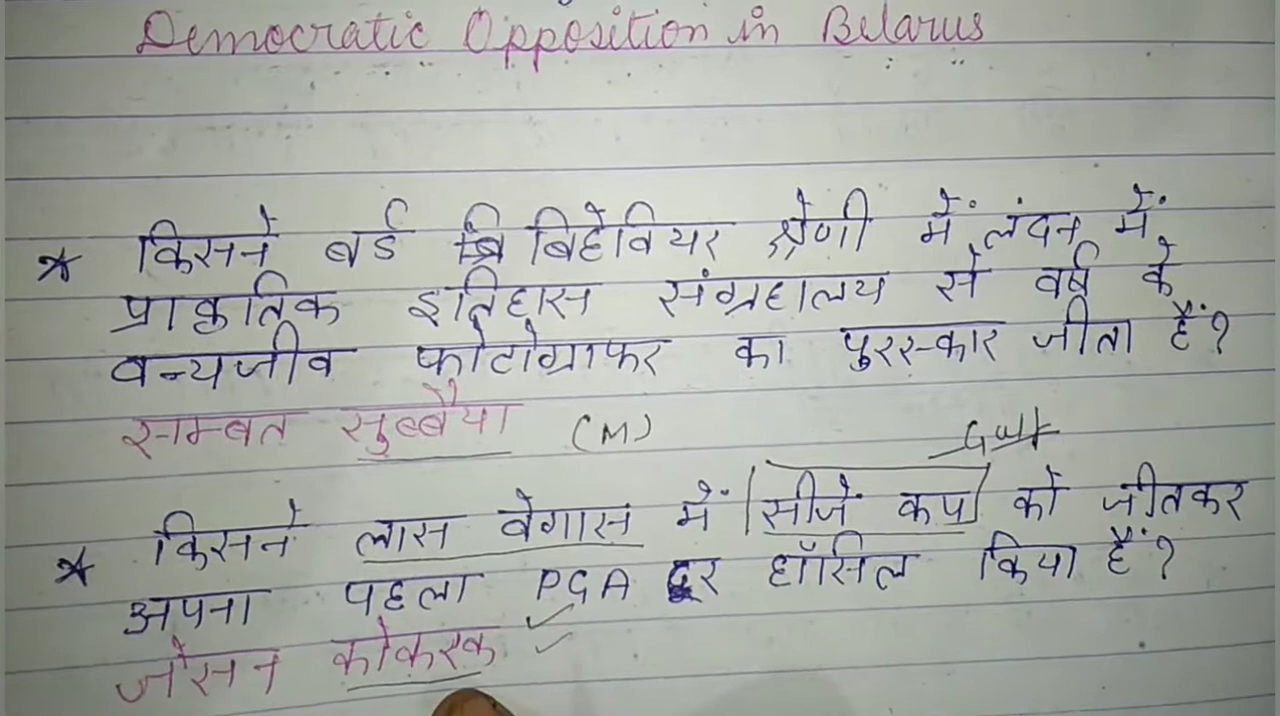 Democratic Opposition in Belarus
* किसने बर्ड बिहेवियर श्रेणी में लंदन में
प्राकृतिक इतिहास संग्रहालय से वर्ष के
वन्यजीव फोटोग्राफर का पुरस्कार जीता हैं?
सम्बत सुब्बैया (M)
Gulf
* किसने लास वेगास में सीजे कप को जीतकर
अपना पहला PGA टूर हॉसिल किया हैं?
जेसन कोकरक